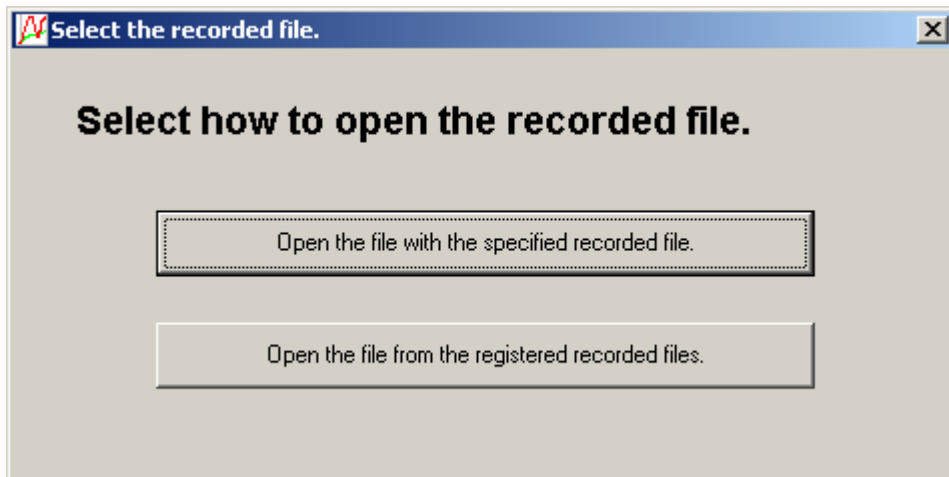 Select the recorded file.
Select how to open the recorded file.
Open the file with the specified recorded file.
Open the file from the registered recorded files.